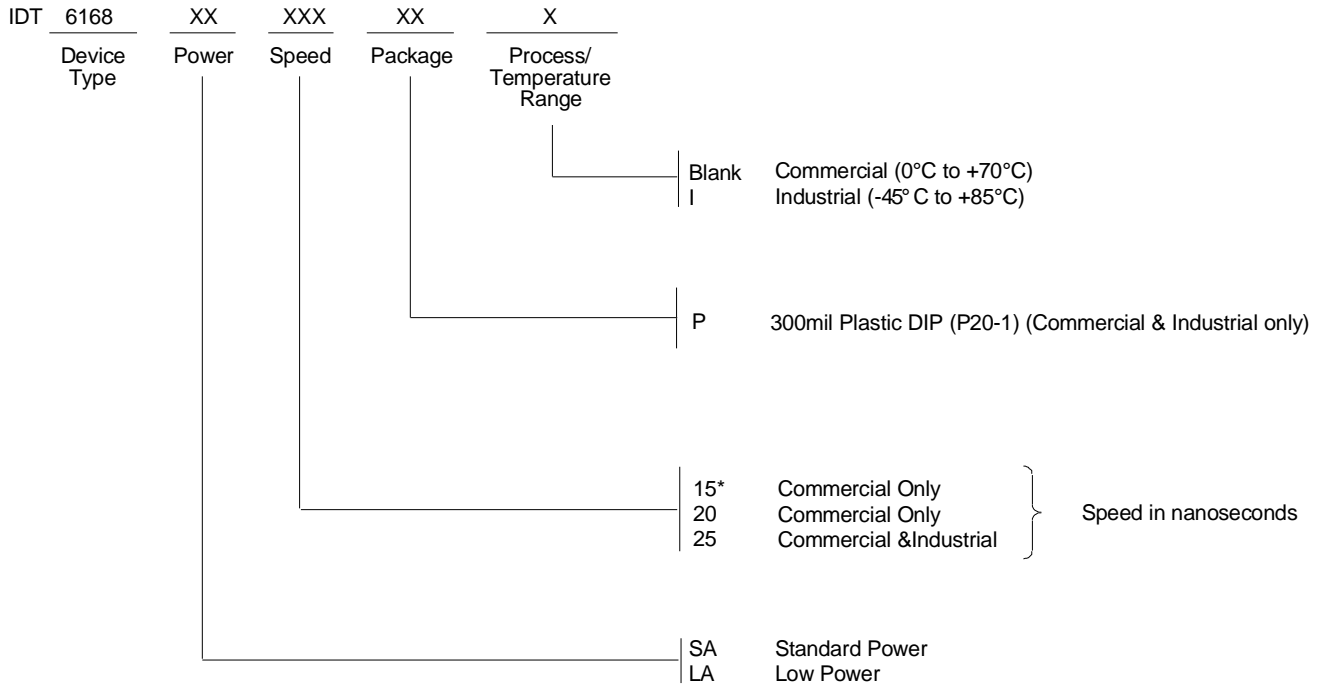 IDT 6168 XX XXX XX X
Device Type
Power
Speed
Package
Process/
Temperature
Range
Blank Commercial (0°C to +70°C)
I Industrial (-45° C to +85°C)
P 300mil Plastic DIP (P20-1) (Commercial & Industrial only)
15* Commercial Only
20 Commercial Only
25 Commercial &Industrial
Speed in nanoseconds
SA Standard Power
LA Low Power